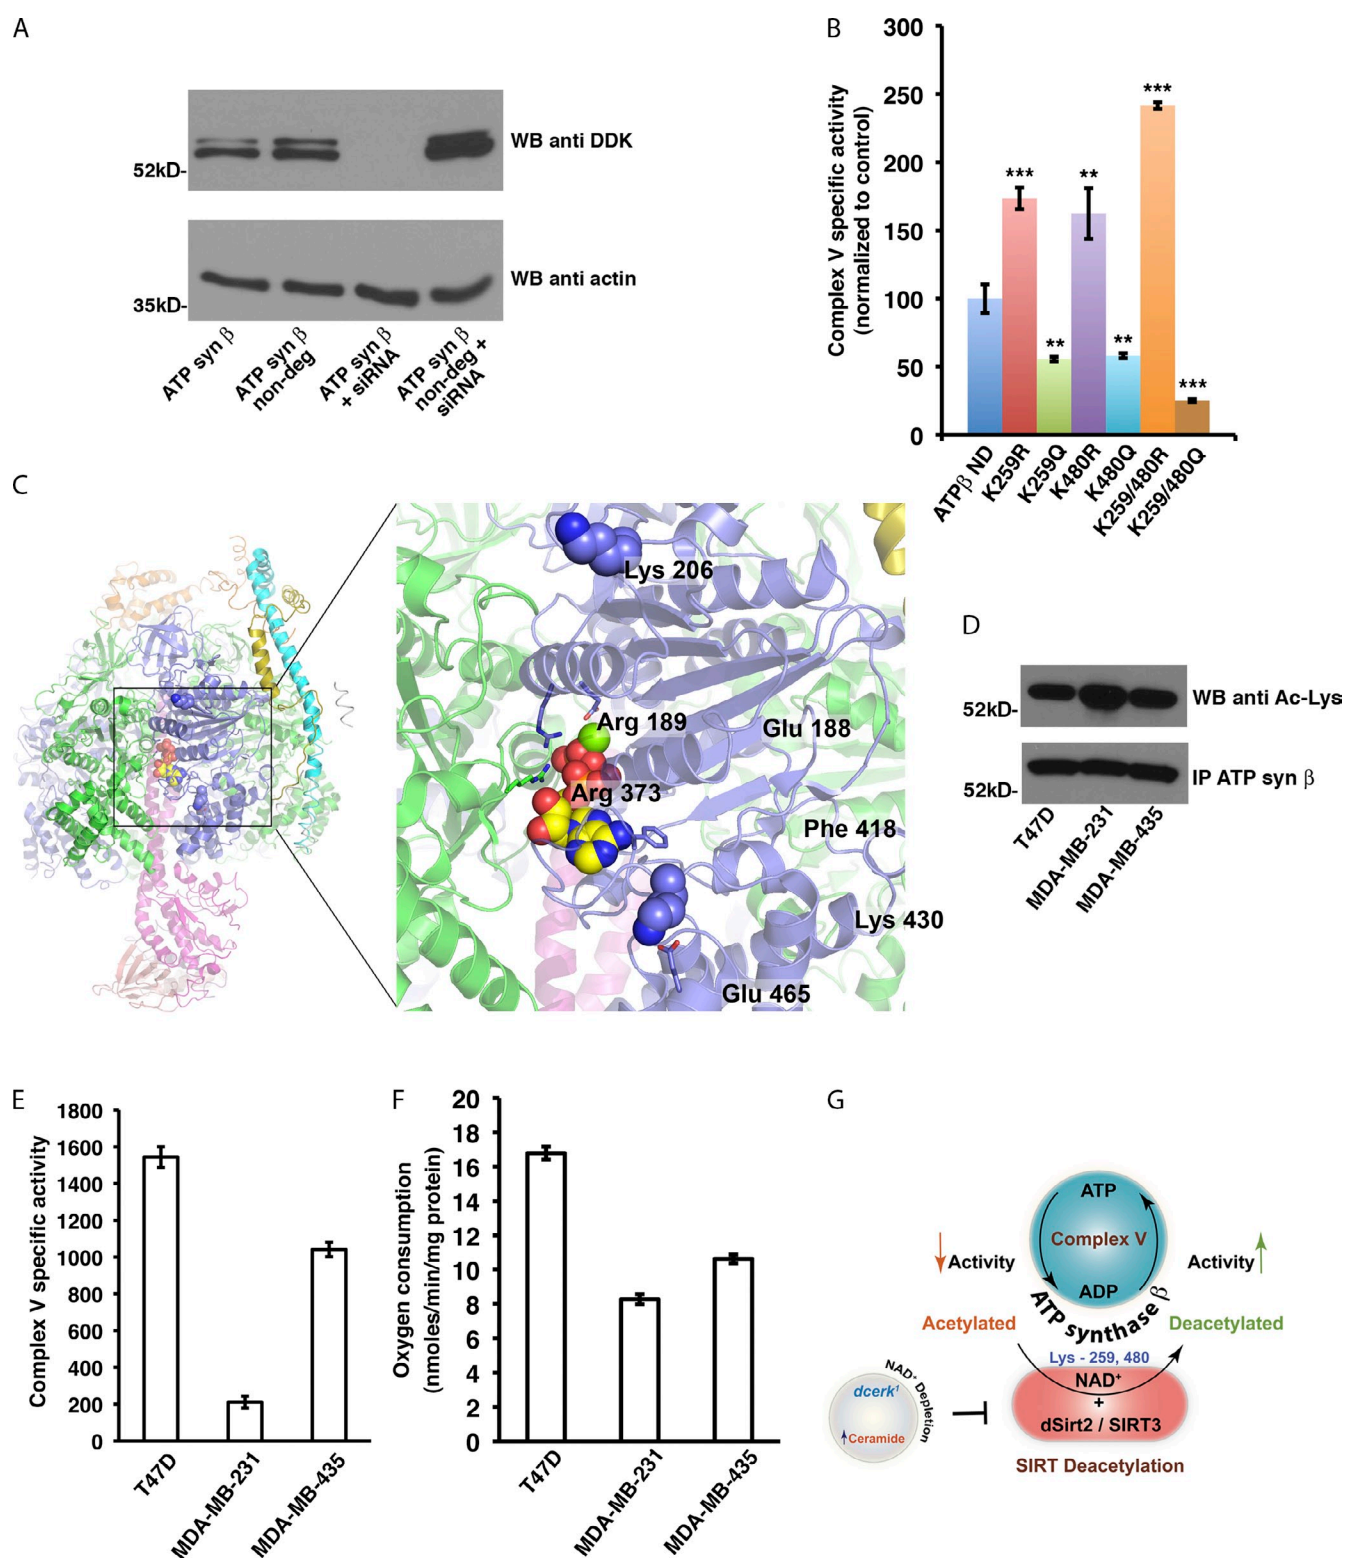 A
WB anti DDK
52kD-
WB anti actin
35kD-
ATP syn β
ATP syn β
non-deg
ATP syn β
+ siRNA
ATP syn β
non-deg +
siRNA
B
Complex V specific activity
(normalized to control)
300
250
200
150
100
50
0
***
**
**
**
***
***
ATPβ ND
K259R
K259Q
K480R
K480Q
K259/480R
K259/480Q
C
Lys 206
Arg 189
Glu 188
Arg 373
Phe 418
Lys 430
Glu 465
D
52kD-
WB anti Ac-Lys
52kD-
IP ATP syn β
T47D
MDA-MB-231
MDA-MB-435
E
Complex V specific activity
1800
1600
1400
1200
1000
800
600
400
200
0
T47D
MDA-MB-231
MDA-MB-435
F
Oxygen consumption
(nmoles/min/mg protein)
20
18
16
14
12
10
8
6
4
2
0
T47D
MDA-MB-231
MDA-MB-435
G
ATP
Complex V
ADP
ATP synthase β
Activity
Activity
Acetylated
Deacetylated
Lys - 259, 480
NAD⁺
+
dSirt2 / SIRT3
SIRT Deacetylation
NAD⁺ Depletion
dcerk¹
Ceramide